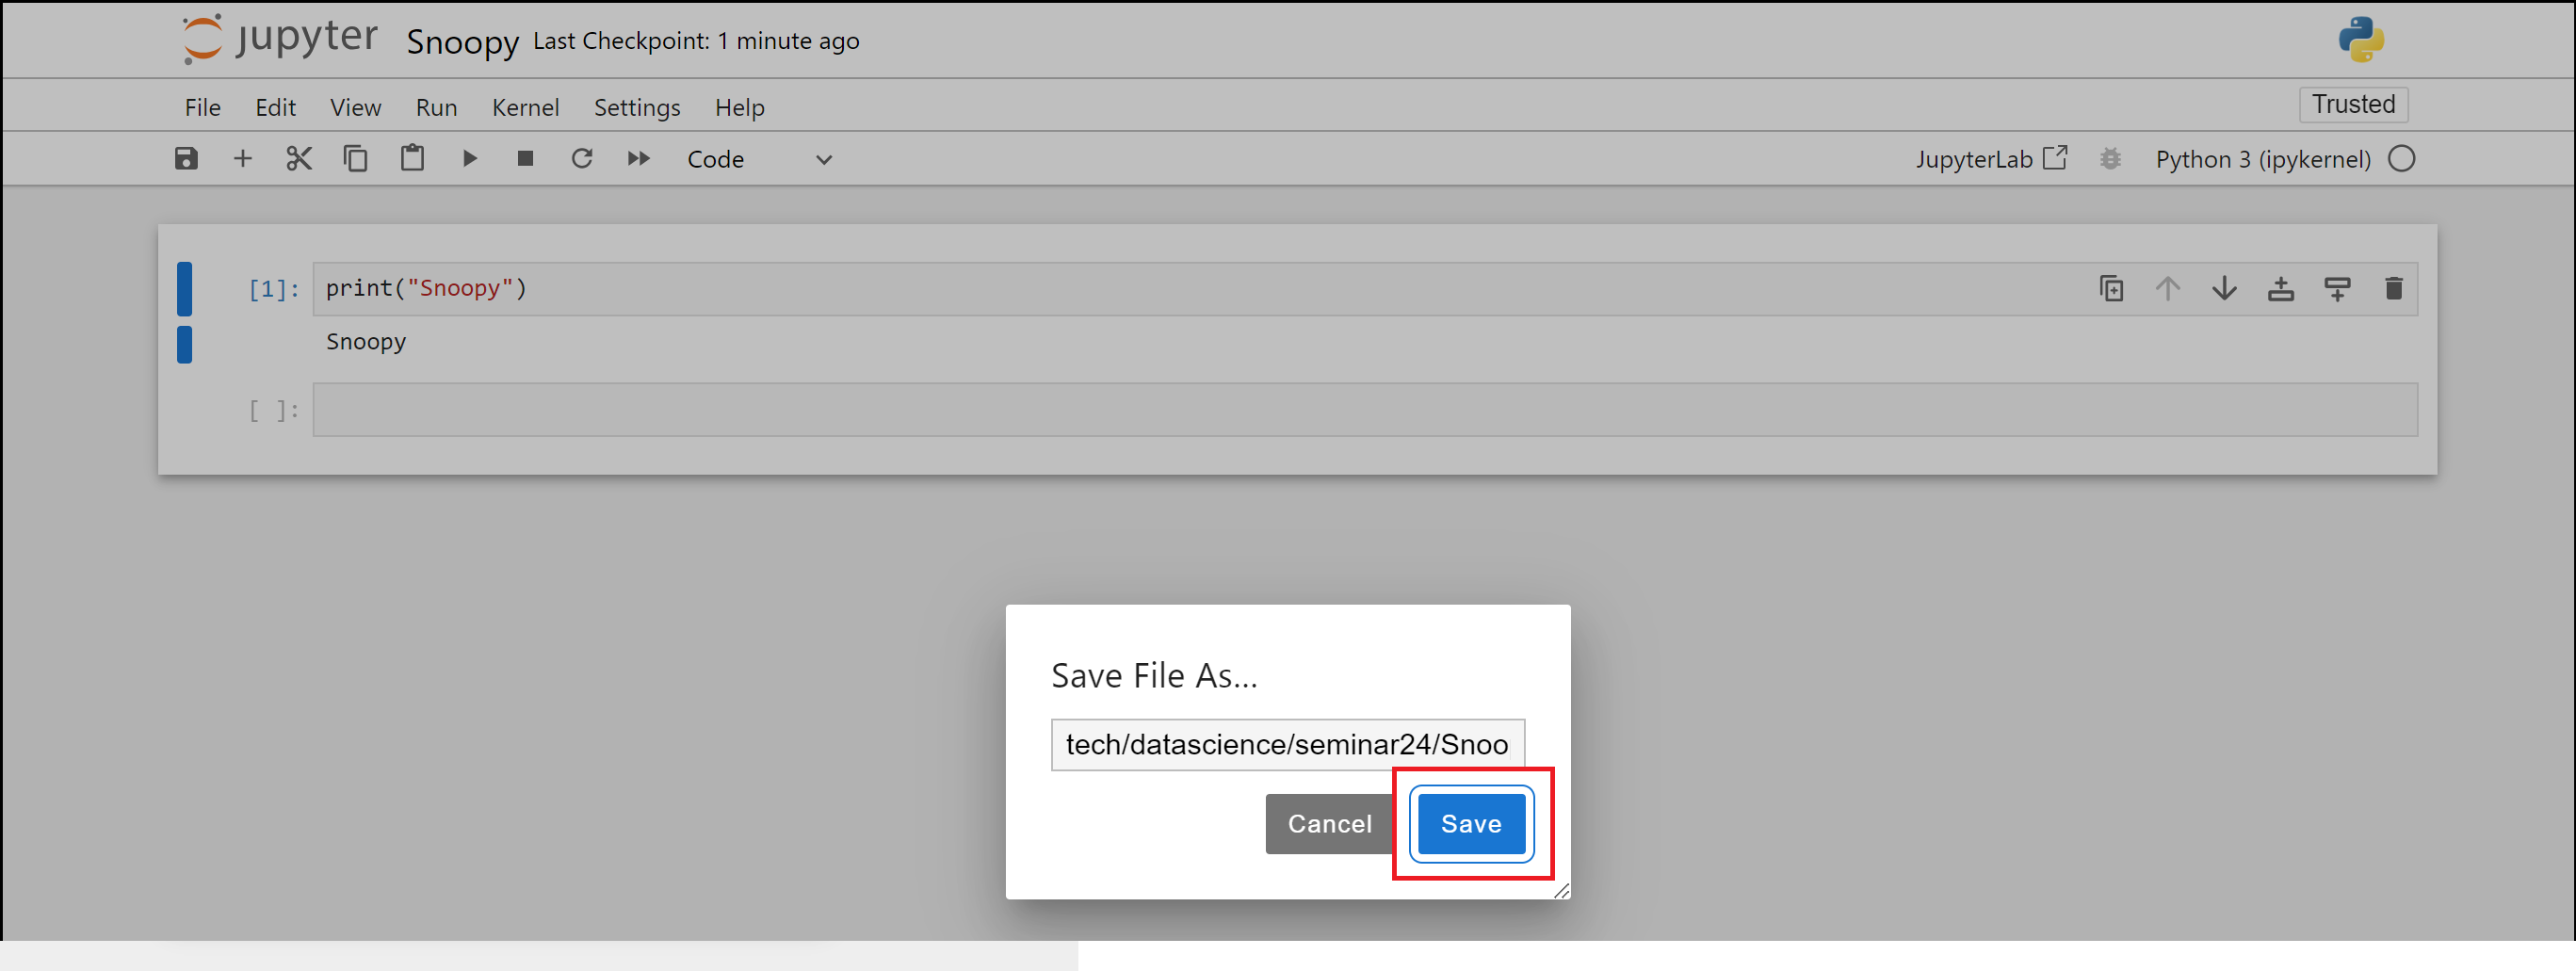 jupyter Snoopy Last Checkpoint: 1 minute ago
File Edit View Run Kernel Settings Help Trusted
Code JupyterLab Python 3 (ipykernel)
[1]: print("Snoopy")
Snoopy
[ ]:
Save File As...
tech/datascience/seminar24/Snoo
Cancel Save